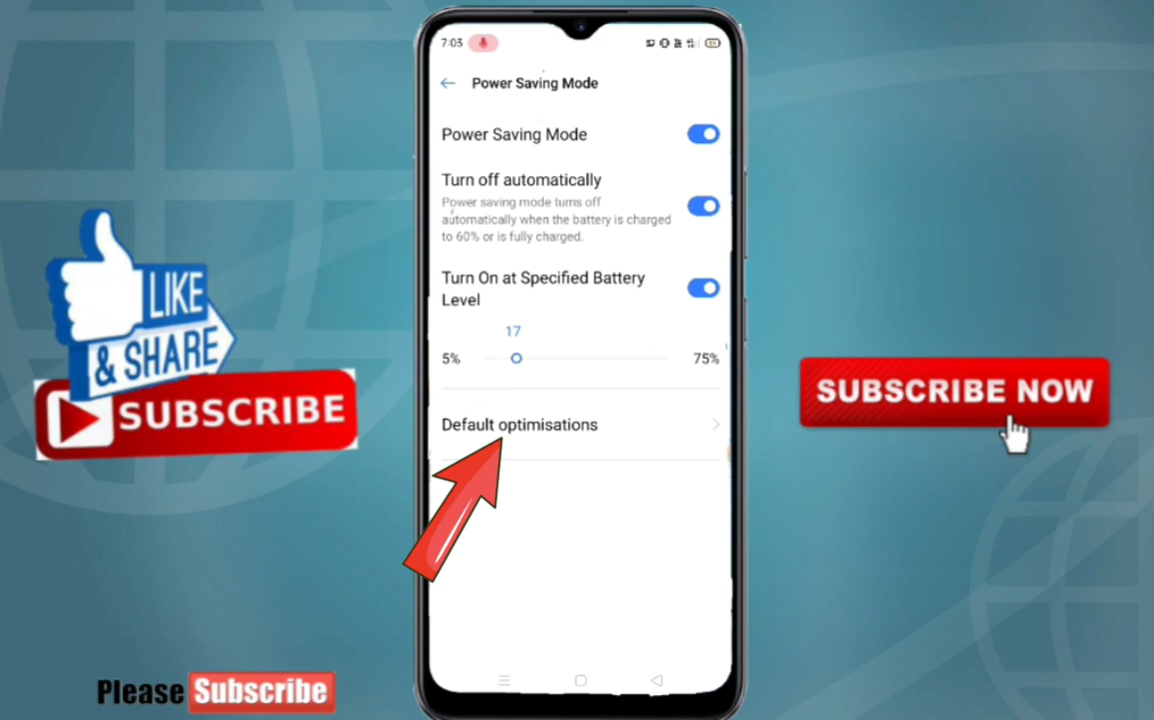 7:03
Power Saving Mode
Power Saving Mode
Turn off automatically
Power saving mode turns off
automatically when the battery is charged
to 60% or is fully charged.
Turn On at Specified Battery
Level
17
5%
75%
Default optimisations
LIKE
& SHARE
SUBSCRIBE
SUBSCRIBE NOW
Please Subscribe